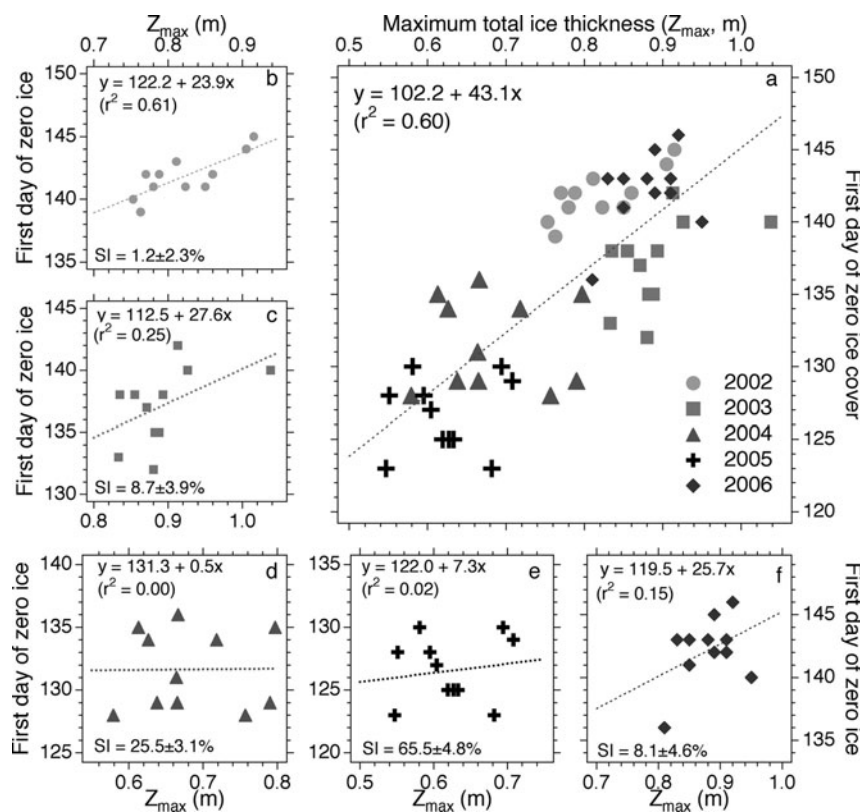 Z_max (m)
0.7 0.8 0.9
First day of zero ice
150
145
140
135
b
y = 122.2 + 23.9x
(r² = 0.61)
SI = 1.2±2.3%
Maximum total ice thickness (Z_max, m)
0.5 0.6 0.7 0.8 0.9 1.0
a
y = 102.2 + 43.1x
(r² = 0.60)
150
145
140
135
130
125
120
First day of zero ice cover
2002
2003
2004
2005
2006
First day of zero ice
145
140
135
130
c
y = 112.5 + 27.6x
(r² = 0.25)
SI = 8.7±3.9%
0.8 0.9 1.0
First day of zero ice
140
135
130
125
d
y = 131.3 + 0.5x
(r² = 0.00)
SI = 25.5±3.1%
0.6 0.7 0.8
Z_max (m)
135
130
125
120
e
y = 122.0 + 7.3x
(r² = 0.02)
SI = 65.5±4.8%
0.5 0.6 0.7
Z_max (m)
f
y = 119.5 + 25.7x
(r² = 0.15)
SI = 8.1±4.6%
145
140
135
First day of zero ice
0.7 0.8 0.9 1.0
Z_max (m)